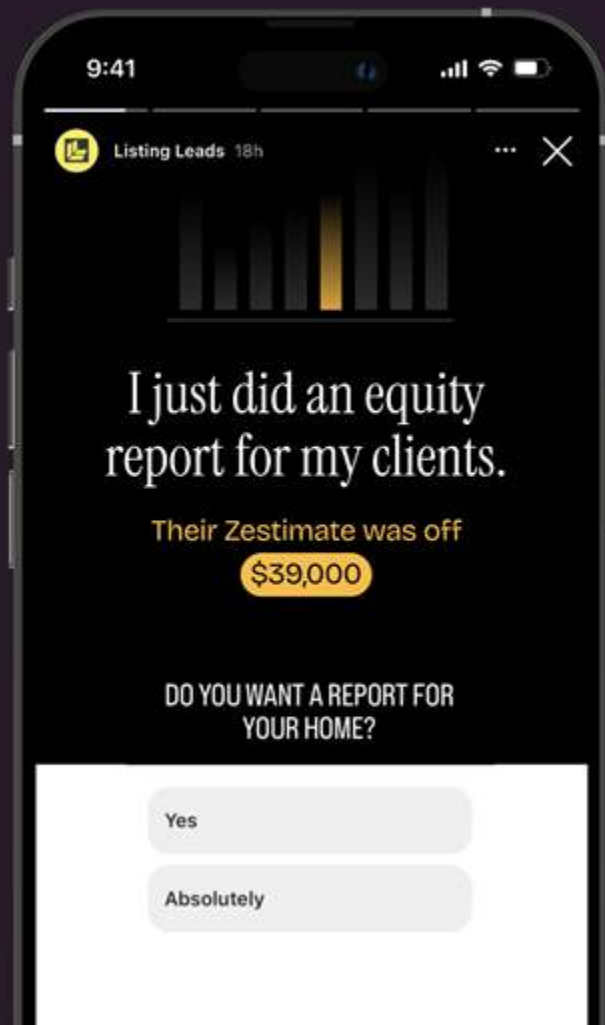 9:41
Listing Leads 18h
I just did an equity
report for my clients.
Their Zestimate was off
$39,000
DO YOU WANT A REPORT FOR
YOUR HOME?
Yes
Absolutely